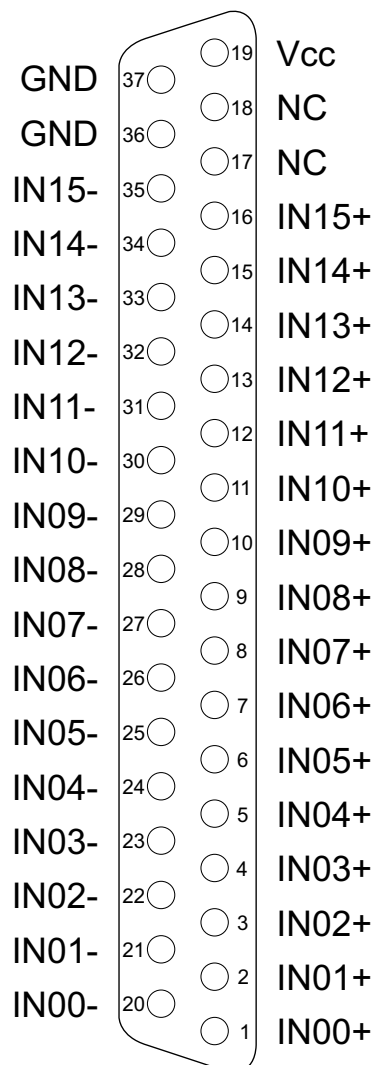 19 Vcc
GND 37
18 NC
GND 36
17 NC
IN15- 35
16 IN15+
IN14- 34
15 IN14+
IN13- 33
14 IN13+
IN12- 32
13 IN12+
IN11- 31
12 IN11+
IN10- 30
11 IN10+
IN09- 29
10 IN09+
IN08- 28
9 IN08+
IN07- 27
8 IN07+
IN06- 26
7 IN06+
IN05- 25
6 IN05+
IN04- 24
5 IN04+
IN03- 23
4 IN03+
IN02- 22
3 IN02+
IN01- 21
2 IN01+
IN00- 20
1 IN00+